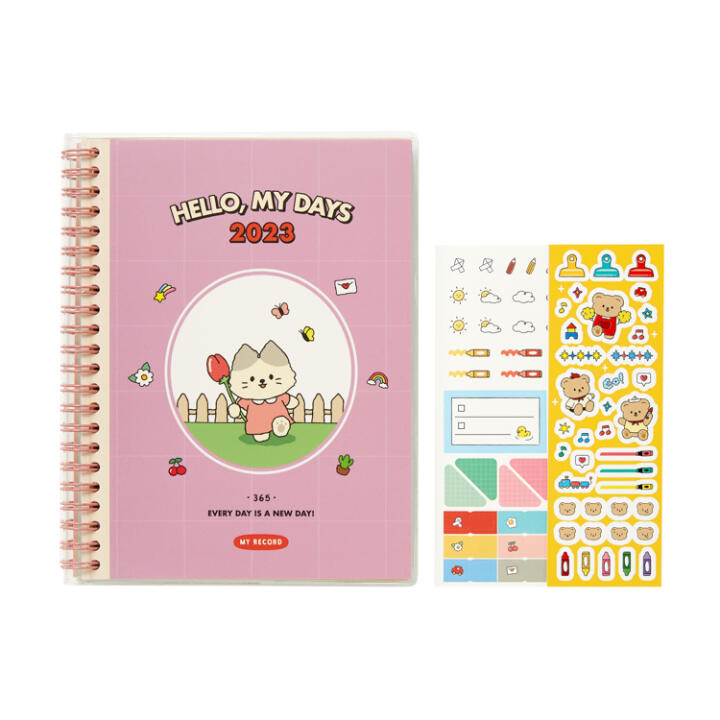 HELLO, MY DAYS
2023
· 365 ·
EVERY DAY IS A NEW DAY!
MY RECORD
Go!